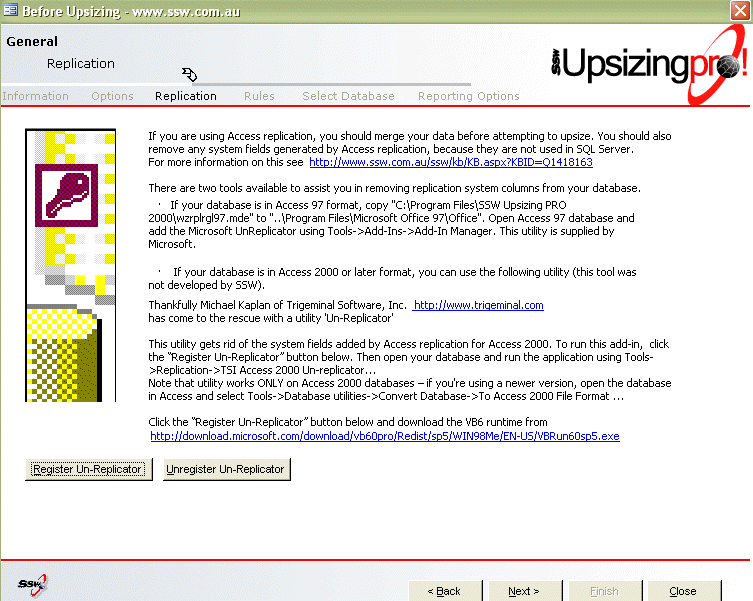 Before Upsizing - www.ssw.com.au
General
Replication
SSW Upsizingpro!
Information Options Replication Rules Select Database Reporting Options
If you are using Access replication, you should merge your data before attempting to upsize. You should also
remove any system fields generated by Access replication, because they are not used in SQL Server.
For more information on this see http://www.ssw.com.au/ssw/kb/KB.aspx?KBID=Q1418163
There are two tools available to assist you in removing replication system columns from your database.
· If your database is in Access 97 format, copy "C:\Program Files\SSW Upsizing PRO
2000\wzrplrgl97.mde" to "..\Program Files\Microsoft Office 97\Office". Open Access 97 database and
add the Microsoft UnReplicator using Tools->Add-Ins->Add-In Manager. This utility is supplied by
Microsoft.
· If your database is in Access 2000 or later format, you can use the following utility (this tool was
not developed by SSW).
Thankfully Michael Kaplan of Trigeminal Software, Inc. http://www.trigeminal.com
has come to the rescue with a utility 'Un-Replicator'
This utility gets rid of the system fields added by Access replication for Access 2000. To run this add-in, click
the "Register Un-Replicator" button below. Then open your database and run the application using Tools-
>Replication->TSI Access 2000 Un-replicator...
Note that utility works ONLY on Access 2000 databases – if you're using a newer version, open the database
in Access and select Tools->Database utilities->Convert Database->To Access 2000 File Format ...
Click the "Register Un-Replicator" button below and download the VB6 runtime from
http://download.microsoft.com/download/vb60pro/Redist/sp5/WIN98Me/EN-US/VBRun60sp5.exe
Register Un-Replicator Unregister Un-Replicator
SSW
< Back Next > Finish Close